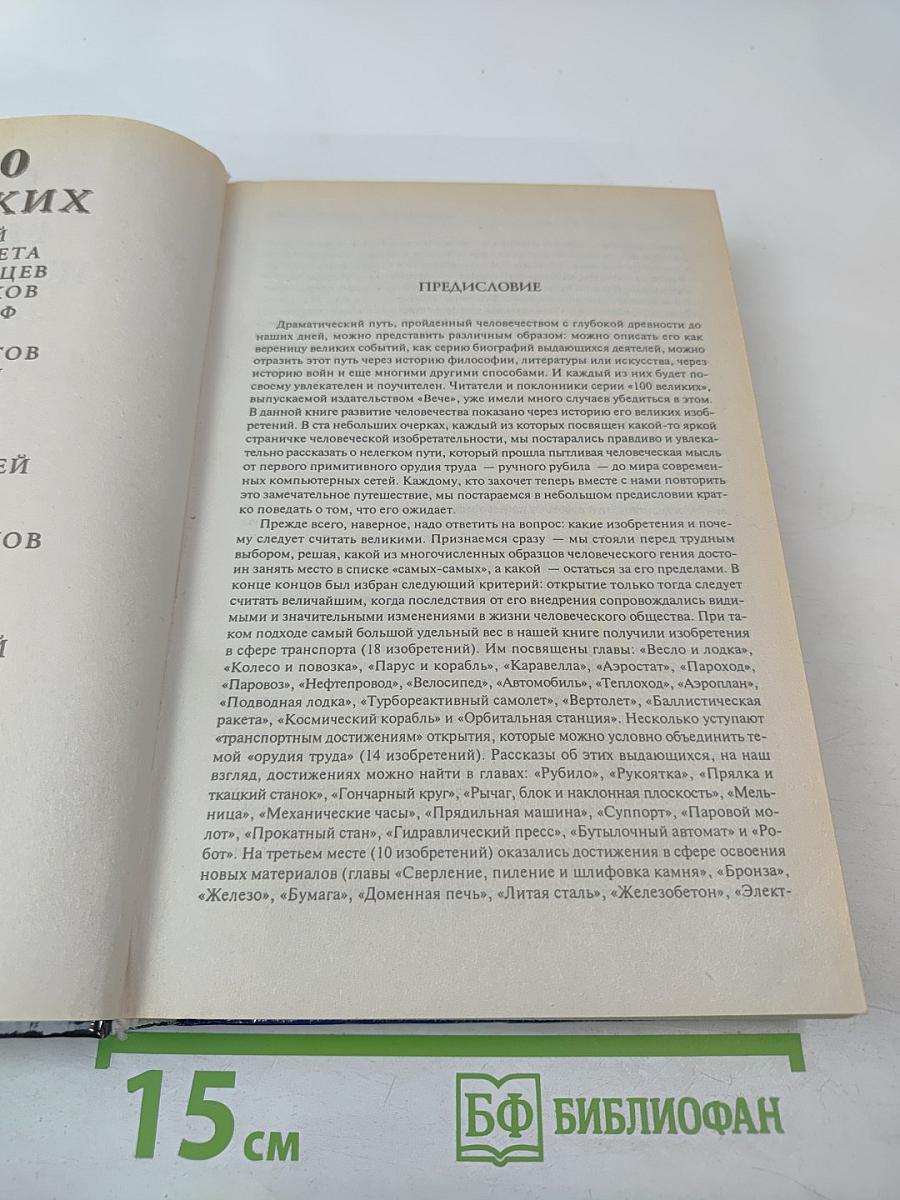 0
КИХ
Й
ЕТА
ЦЕВ
КОВ
Ф
ТОВ
ЕЙ
КОВ
Й
ПРЕДИСЛОВИЕ
Драматический путь, пройденный человечеством с глубокой древности до
наших дней, можно представить различным образом: можно описать его как
вереницу великих событий, как серию биографий выдающихся деятелей, можно
отразить этот путь через историю философии, литературы или искусства, через
историю войн и еще многими другими способами. И каждый из них будет по-
своему увлекателен и поучителен. Читатели и поклонники серии «100 великих»,
выпускаемой издательством «Вече», уже имели много случаев убедиться в этом.
В данной книге развитие человечества показано через историю его великих изоб-
ретений. В ста небольших очерках, каждый из которых посвящен какой-то яркой
страничке человеческой изобретательности, мы постарались правдиво и увлека-
тельно рассказать о нелегком пути, который прошла пытливая человеческая мысль
от первого примитивного орудия труда — ручного рубила — до мира современ-
ных компьютерных сетей. Каждому, кто захочет теперь вместе с нами повторить
это замечательное путешествие, мы постараемся в небольшом предисловии крат-
ко поведать о том, что его ожидает.
Прежде всего, наверное, надо ответить на вопрос: какие изобретения и поче-
му следует считать великими. Признаемся сразу — мы стояли перед трудным
выбором, решая, какой из многочисленных образцов человеческого гения досто-
ин занять место в списке «самых-самых», а какой — остаться за его пределами. В
конце концов был избран следующий критерий: открытие только тогда следует
считать величайшим, когда последствия от его внедрения сопровождались види-
мыми и значительными изменениями в жизни человеческого общества. При та-
ком подходе самый большой удельный вес в нашей книге получили изобретения
в сфере транспорта (18 изобретений). Им посвящены главы: «Весло и лодка»,
«Колесо и повозка», «Парус и корабль», «Каравелла», «Аэростат», «Пароход»,
«Паровоз», «Нефтепровод», «Велосипед», «Автомобиль», «Теплоход», «Аэроплан»,
«Подводная лодка», «Турбореактивный самолет», «Вертолет», «Баллистическая
ракета», «Космический корабль» и «Орбитальная станция». Несколько уступают
«транспортным достижениям» открытия, которые можно условно объединить те-
мой «орудия труда» (14 изобретений). Рассказы об этих выдающихся, на наш
взгляд, достижениях можно найти в главах: «Рубило», «Рукоятка», «Прялка и
ткацкий станок», «Гончарный круг», «Рычаг, блок и наклонная плоскость», «Мель-
ница», «Механические часы», «Прядильная машина», «Суппорт», «Паровой мо-
лот», «Прокатный стан», «Гидравлический пресс», «Бутылочный автомат» и «Ро-
бот». На третьем месте (10 изобретений) оказались достижения в сфере освоения
новых материалов (главы «Сверление, пиление и шлифовка камня», «Бронза»,
«Железо», «Бумага», «Доменная печь», «Литая сталь», «Железобетон», «Элект-
15 см
БФ БИБЛИОФАН